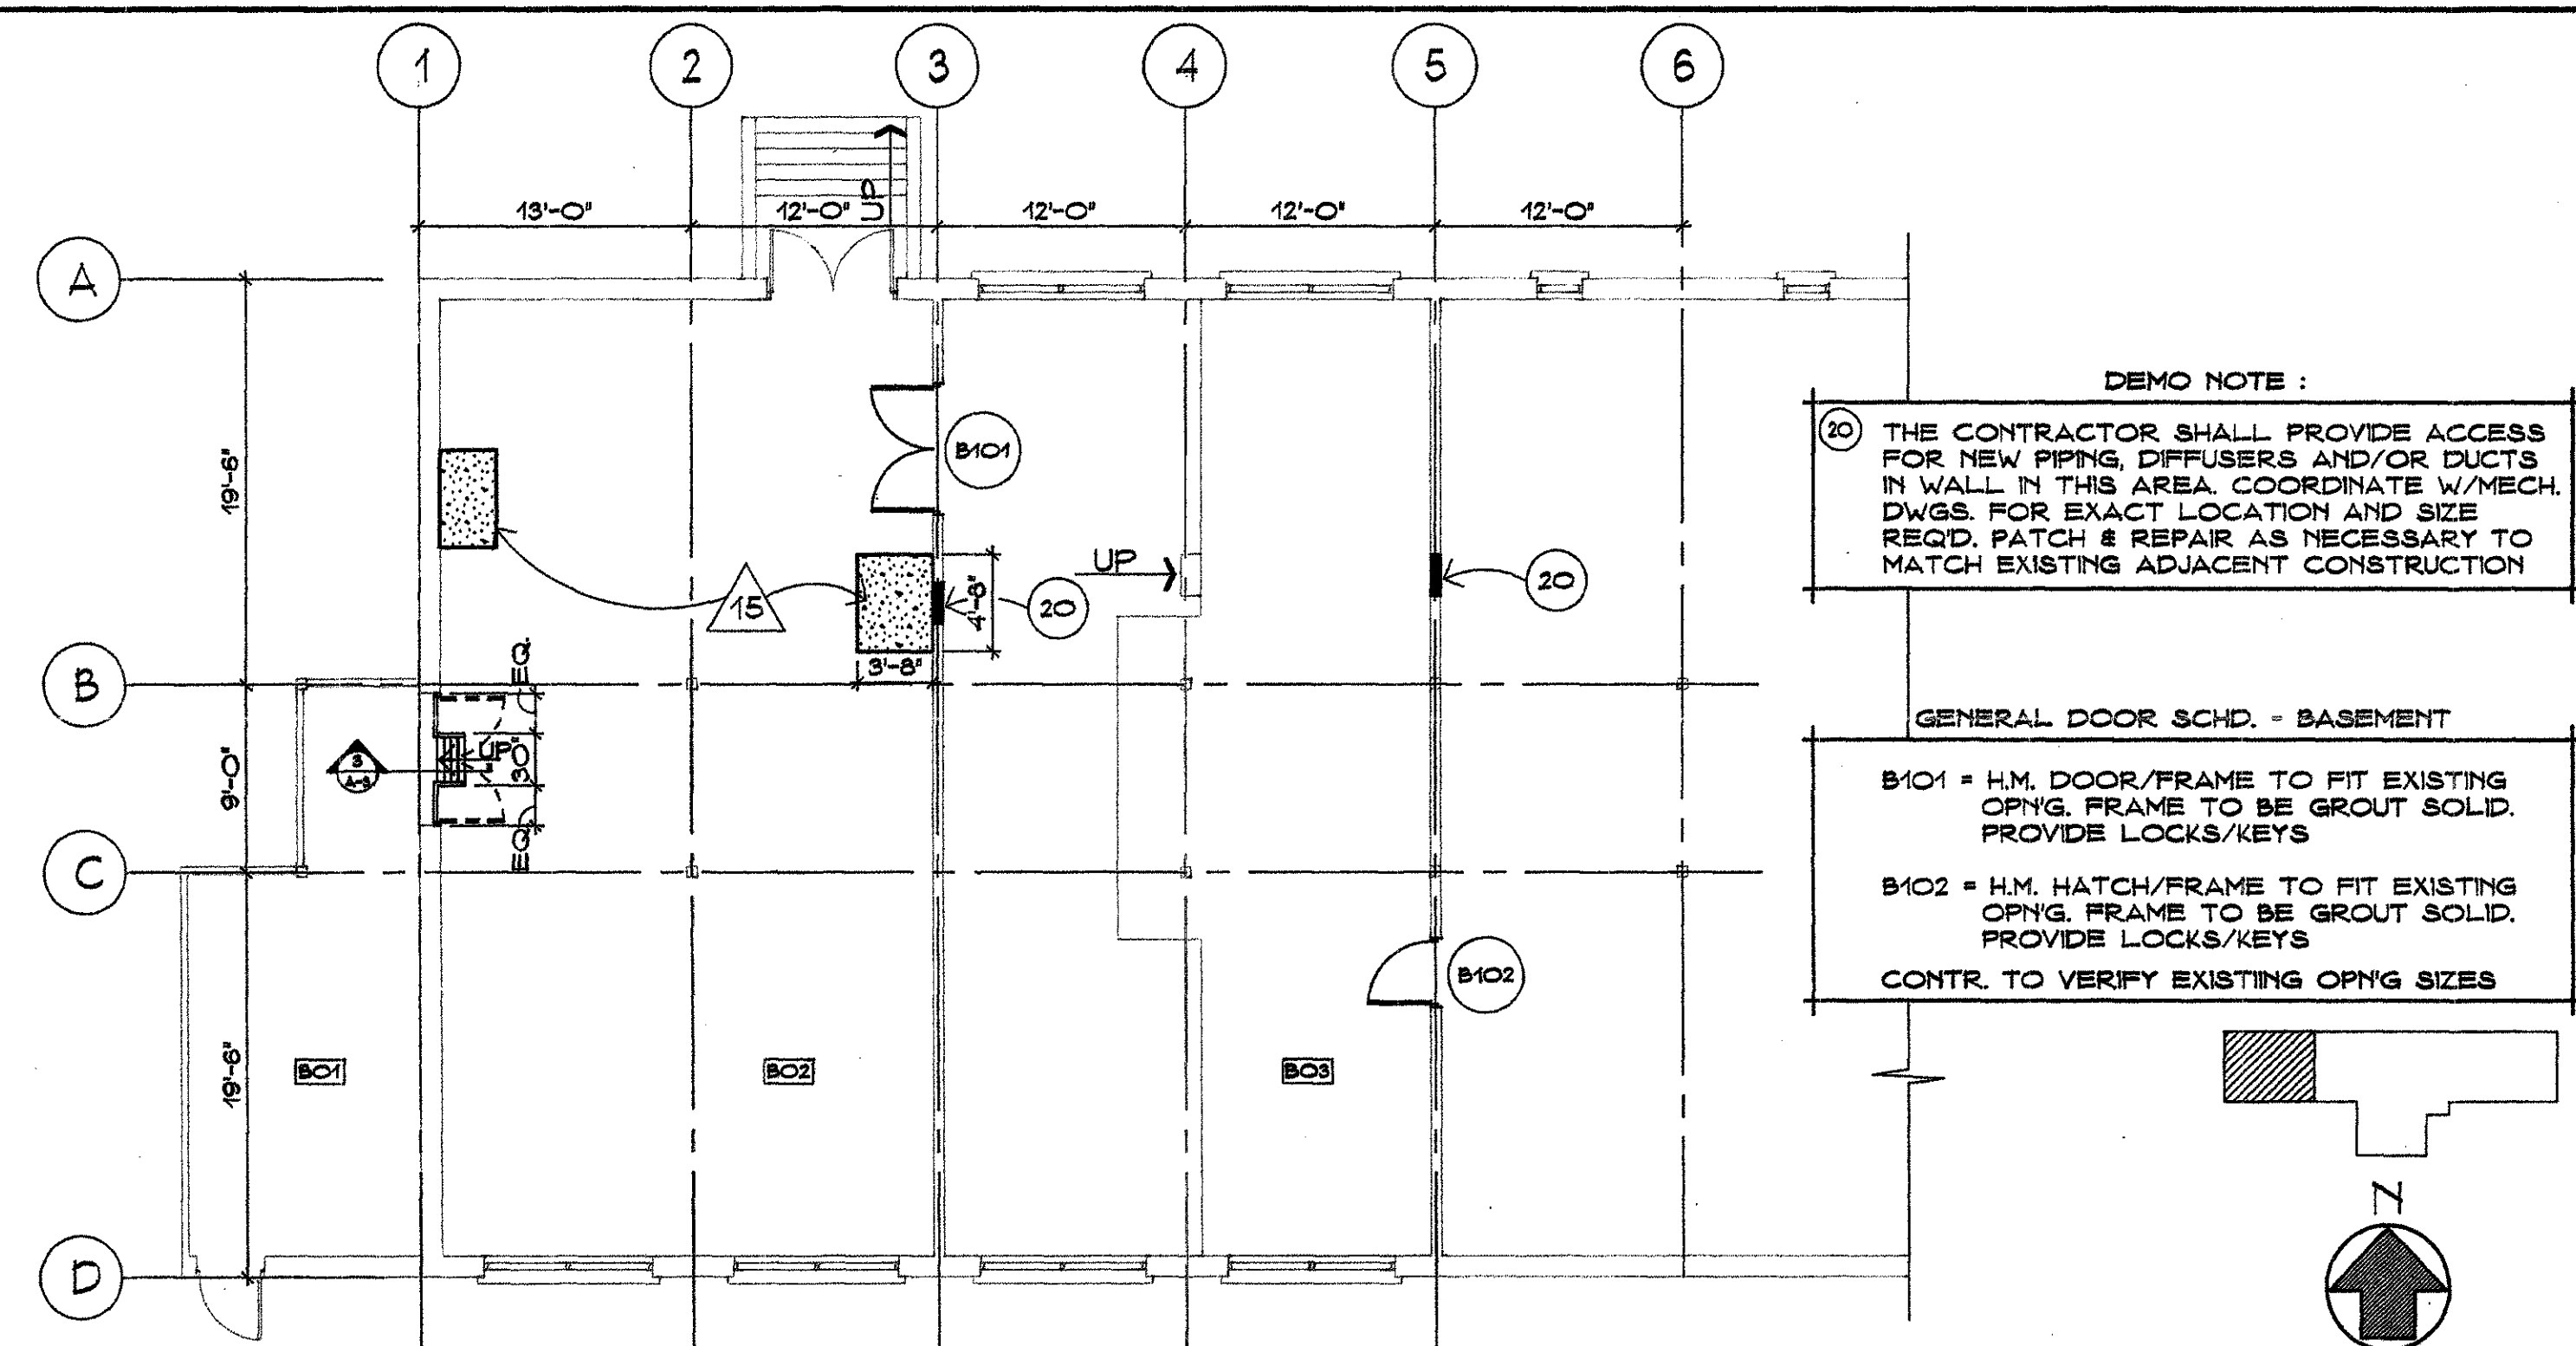 1 2 3 4 5 6
UP
13'-0" 12'-0" 12'-0" 12'-0" 12'-0"
A
B
C
D
19'-6"
9'-0"
19'-6"
B101
15
4'-8"
3'-8"
20
UP
20
EQ.
UP
30"
EQ.
3
B102
B01
B02
B03
DEMO NOTE :
20 THE CONTRACTOR SHALL PROVIDE ACCESS
FOR NEW PIPING, DIFFUSERS AND/OR DUCTS
IN WALL IN THIS AREA. COORDINATE W/MECH.
DWGS. FOR EXACT LOCATION AND SIZE
REQ'D. PATCH & REPAIR AS NECESSARY TO
MATCH EXISTING ADJACENT CONSTRUCTION
GENERAL DOOR SCHD. - BASEMENT
B101 = H.M. DOOR/FRAME TO FIT EXISTING
OPN'G. FRAME TO BE GROUT SOLID.
PROVIDE LOCKS/KEYS
B102 = H.M. HATCH/FRAME TO FIT EXISTING
OPN'G. FRAME TO BE GROUT SOLID.
PROVIDE LOCKS/KEYS
CONTR. TO VERIFY EXISTIING OPN'G SIZES
N